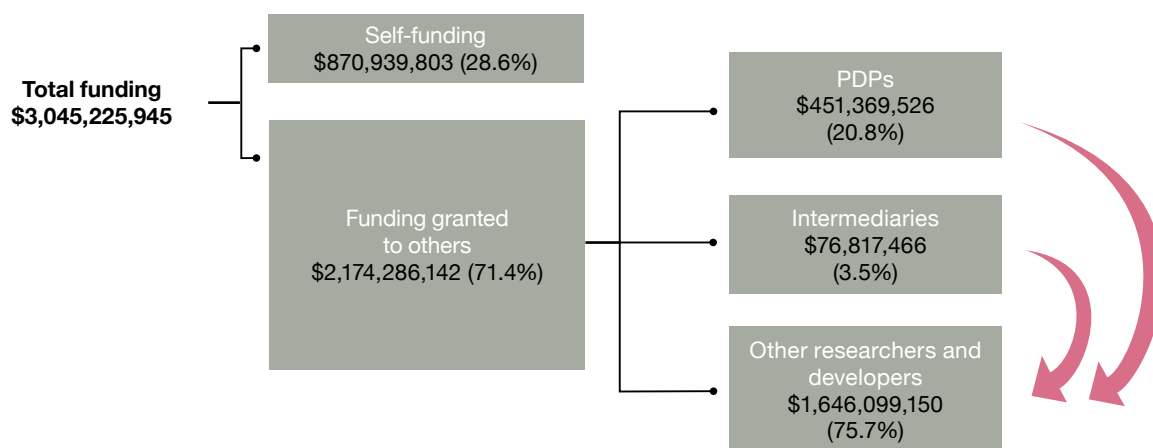 Total funding
$3,045,225,945
Self-funding
$870,939,803 (28.6%)
Funding granted
to others
$2,174,286,142 (71.4%)
PDPs
$451,369,526
(20.8%)
Intermediaries
$76,817,466
(3.5%)
Other researchers and
developers
$1,646,099,150
(75.7%)